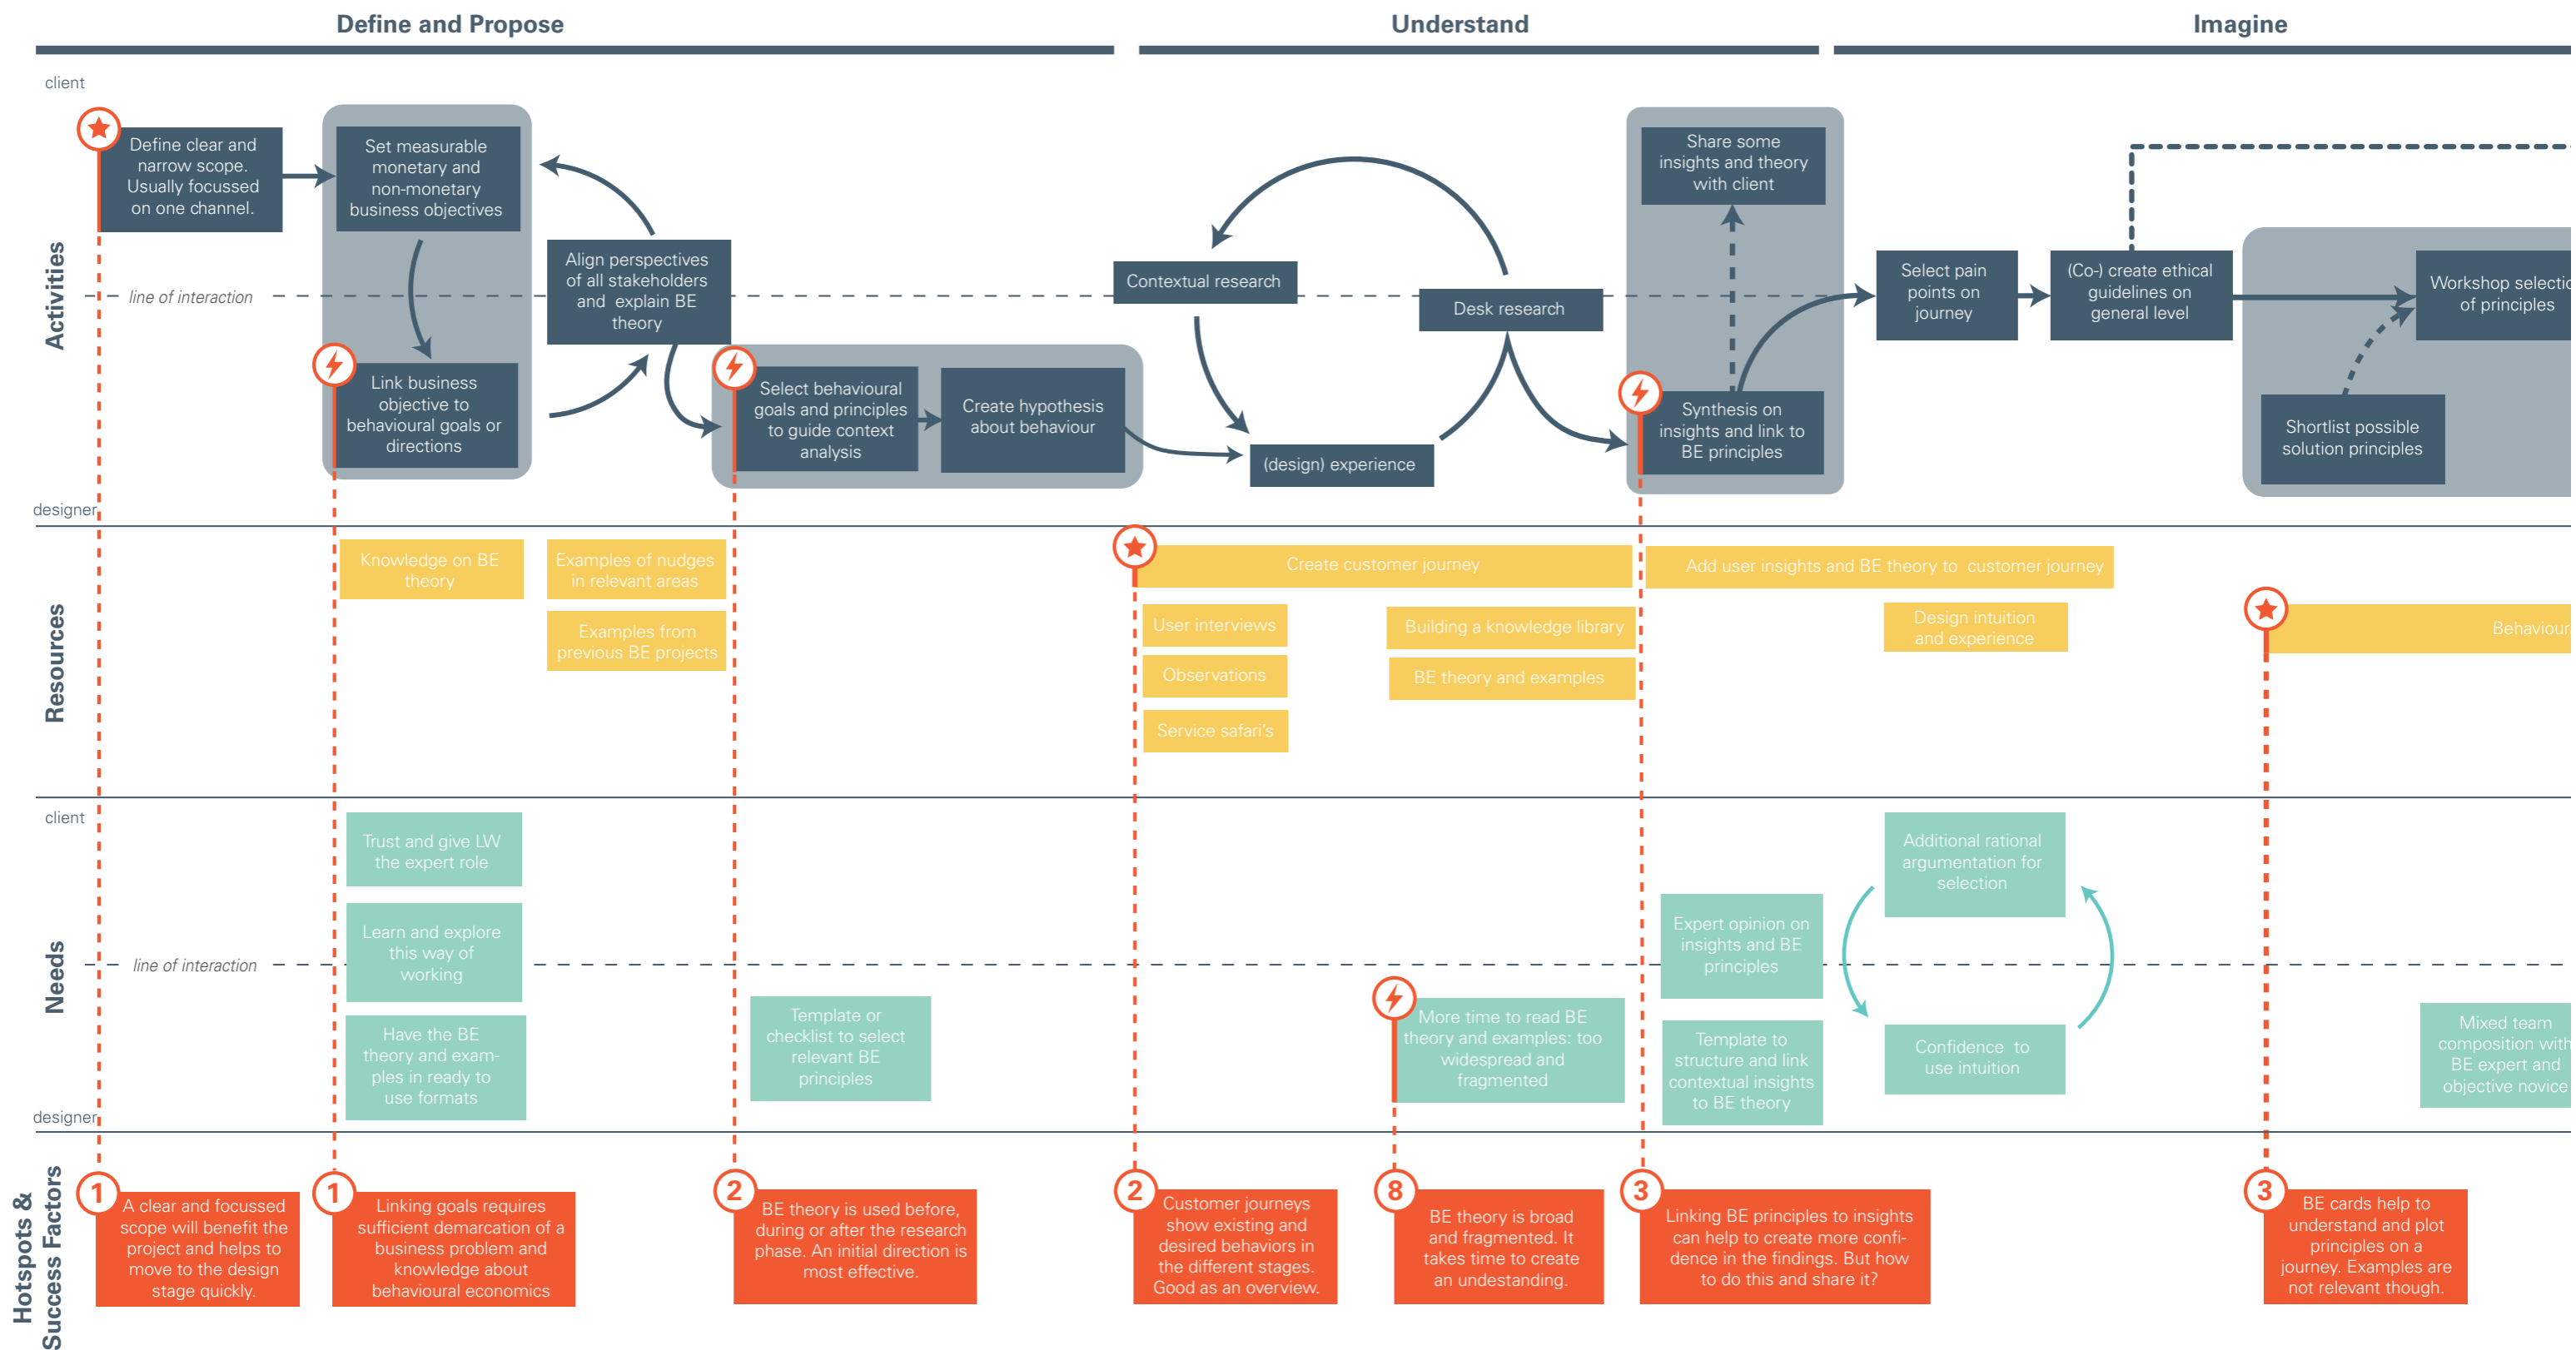 Define and Propose
Understand
Imagine
client
Define clear and
narrow scope.
Usually focussed
on one channel.
Set measurable
monetary and
non-monetary
business objectives
Align perspectives
of all stakeholders
and explain BE
theory
Link business
objective to
behavioural goals or
directions
Select behavioural
goals and principles
to guide context
analysis
Create hypothesis
about behaviour
Contextual research
Desk research
(design) experience
Share some
insights and theory
with client
Synthesis on
insights and link to
BE principles
Select pain
points on
journey
(Co-) create ethical
guidelines on
general level
Workshop selectio
of principles
Shortlist possible
solution principles
Activities
line of interaction
designer
Resources
Knowledge on BE
theory
Examples of nudges
in relevant areas
Examples from
previous BE projects
Create customer journey
User interviews
Observations
Service safari's
Building a knowledge library
BE theory and examples
Add user insights and BE theory to customer journey
Design intuition
and experience
Behaviour
client
Needs
line of interaction
designer
Trust and give LW
the expert role
Learn and explore
this way of
working
Have the BE
theory and exam-
ples in ready to
use formats
Template or
checklist to select
relevant BE
principles
More time to read BE
theory and examples: too
widespread and
fragmented
Expert opinion on
insights and BE
principles
Template to
structure and link
contextual insights
to BE theory
Additional rational
argumentation for
selection
Confidence to
use intuition
Mixed team
composition with
BE expert and
objective novice
Hotspots &
Success Factors
1
A clear and focussed
scope will benefit the
project and helps to
move to the design
stage quickly.
1
Linking goals requires
sufficient demarcation of a
business problem and
knowledge about
behavioural economics
2
BE theory is used before,
during or after the research
phase. An initial direction is
most effective.
2
Customer journeys
show existing and
desired behaviors in
the different stages.
Good as an overview.
8
BE theory is broad
and fragmented. It
takes time to create
an undestanding.
3
Linking BE principles to insights
can help to create more confi-
dence in the findings. But how
to do this and share it?
3
BE cards help to
understand and plot
principles on a
journey. Examples are
not relevant though.